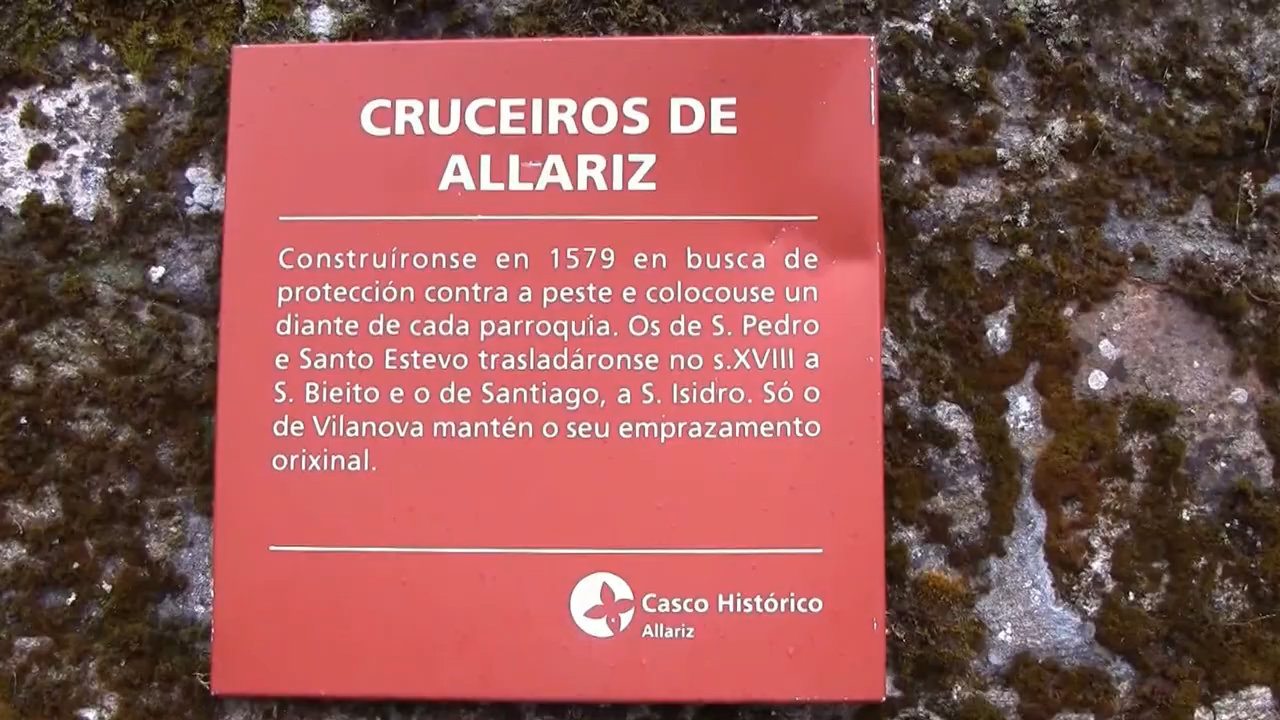 CRUCEIROS DE
ALLARIZ
Construíronse en 1579 en busca de
protección contra a peste e colocouse un
diante de cada parroquia. Os de S. Pedro
e Santo Estevo trasladáronse no s.XVIII a
S. Bieito e o de Santiago, a S. Isidro. Só o
de Vilanova mantén o seu emprazamento
orixinal.
Casco Histórico
Allariz